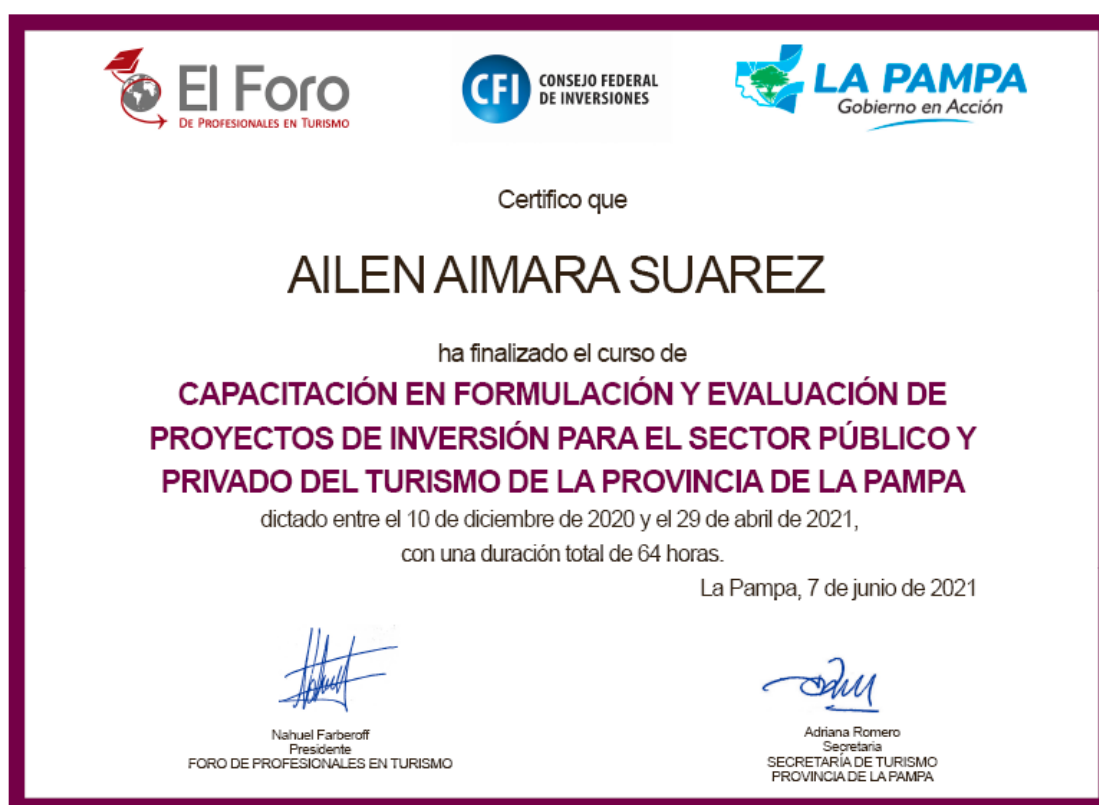 El Foro
DE PROFESIONALES EN TURISMO
CFI
CONSEJO FEDERAL
DE INVERSIONES
LA PAMPA
Gobierno en Acción
Certifico que
AILEN AIMARA SUAREZ
ha finalizado el curso de
CAPACITACIÓN EN FORMULACIÓN Y EVALUACIÓN DE
PROYECTOS DE INVERSIÓN PARA EL SECTOR PÚBLICO Y
PRIVADO DEL TURISMO DE LA PROVINCIA DE LA PAMPA
dictado entre el 10 de diciembre de 2020 y el 29 de abril de 2021,
con una duración total de 64 horas.
La Pampa, 7 de junio de 2021
Nahuel Farberoff
Presidente
FORO DE PROFESIONALES EN TURISMO
Adriana Romero
Secretaria
SECRETARÍA DE TURISMO
PROVINCIA DE LA PAMPA